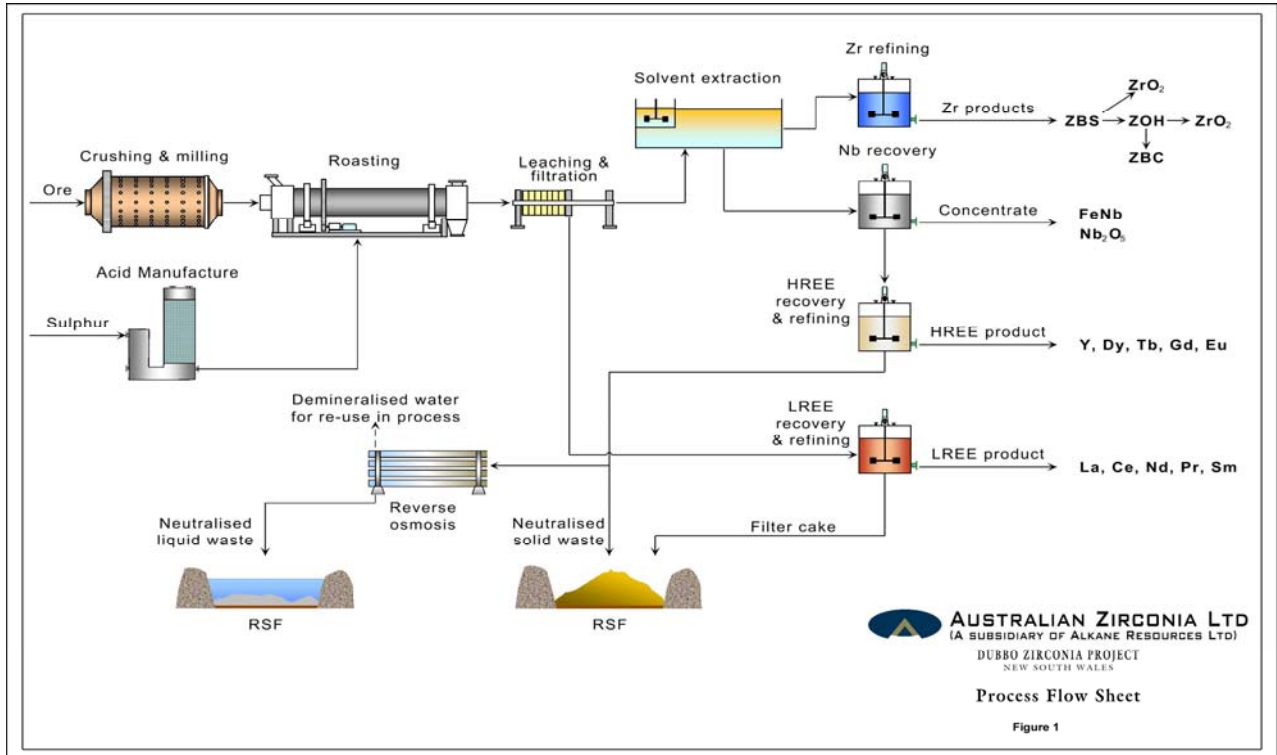 Zr refining
Solvent extraction
ZrO₂
Zr products
ZBS
ZOH
ZrO₂
ZBC
Crushing & milling
Roasting
Leaching &
filtration
Nb recovery
Ore
Concentrate
FeNb
Nb₂O₅
Acid Manufacture
HREE
recovery
& refining
Sulphur
HREE product
Y, Dy, Tb, Gd, Eu
Demineralised water
for re-use in process
LREE
recovery
& refining
LREE product
La, Ce, Nd, Pr, Sm
Reverse
osmosis
Neutralised
liquid waste
Neutralised
solid waste
Filter cake
RSF
RSF
AUSTRALIAN ZIRCONIA LTD
(A SUBSIDIARY OF ALKANE RESOURCES LTD)
DUBBO ZIRCONIA PROJECT
NEW SOUTH WALES
Process Flow Sheet
Figure 1